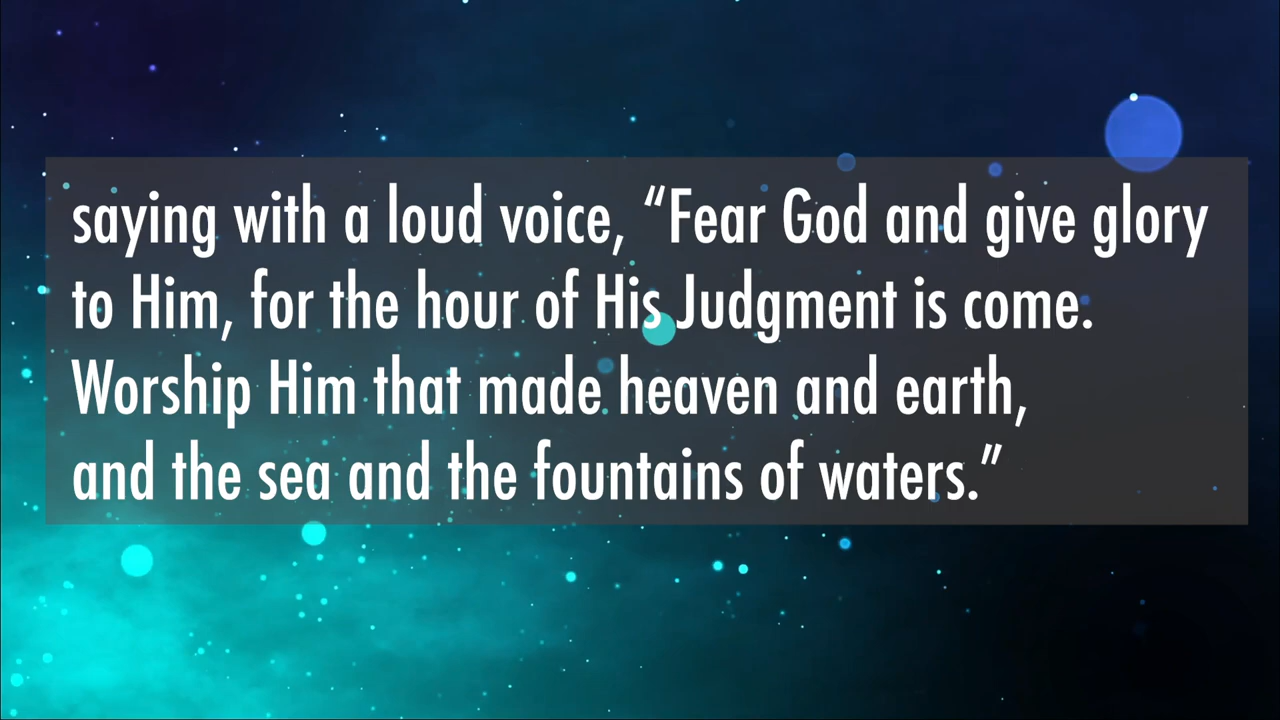 saying with a loud voice, “Fear God and give glory
to Him, for the hour of His Judgment is come.
Worship Him that made heaven and earth,
and the sea and the fountains of waters.”